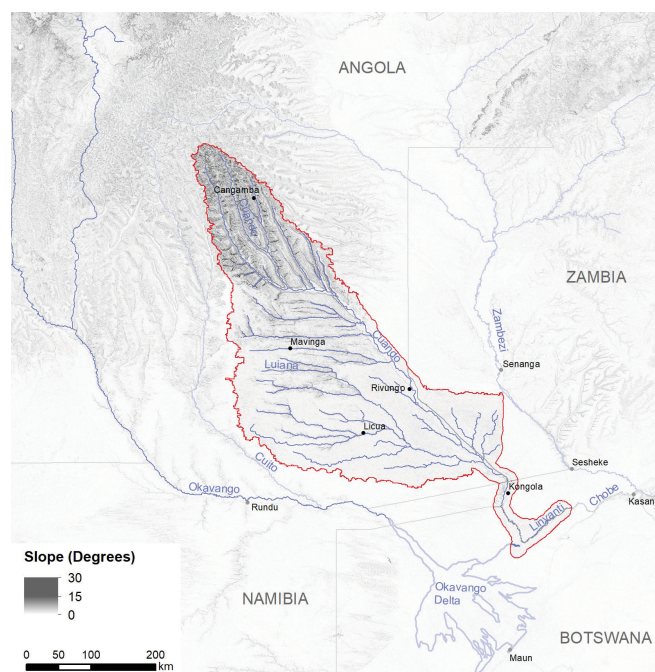 ANGOLA
Cangamba
Cuando
ZAMBIA
Zambezi
Cuando
Mavinga
Luiana
Senanga
Rivungo
Licua
Cuito
Sesheke
Okavango
Kongola
Rundu
Linyanti
Chobe
Kasan
Slope (Degrees)
30
15
0
NAMIBIA
Okavango
Delta
BOTSWANA
Maun
0 50 100 200
km